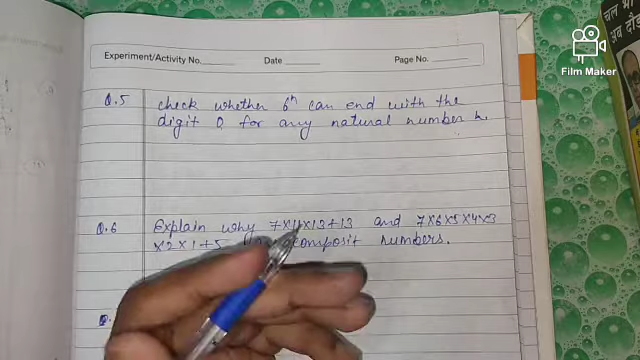 Film Maker
चल भा
अब दौड
Experiment/Activity No. Date Page No.
Q.5 check whether 6ⁿ can end with the
digit 0 for any natural number n.
Q.6 Explain why 7×11×13+13 and 7×6×5×4×3
×2×1+5 composit numbers.